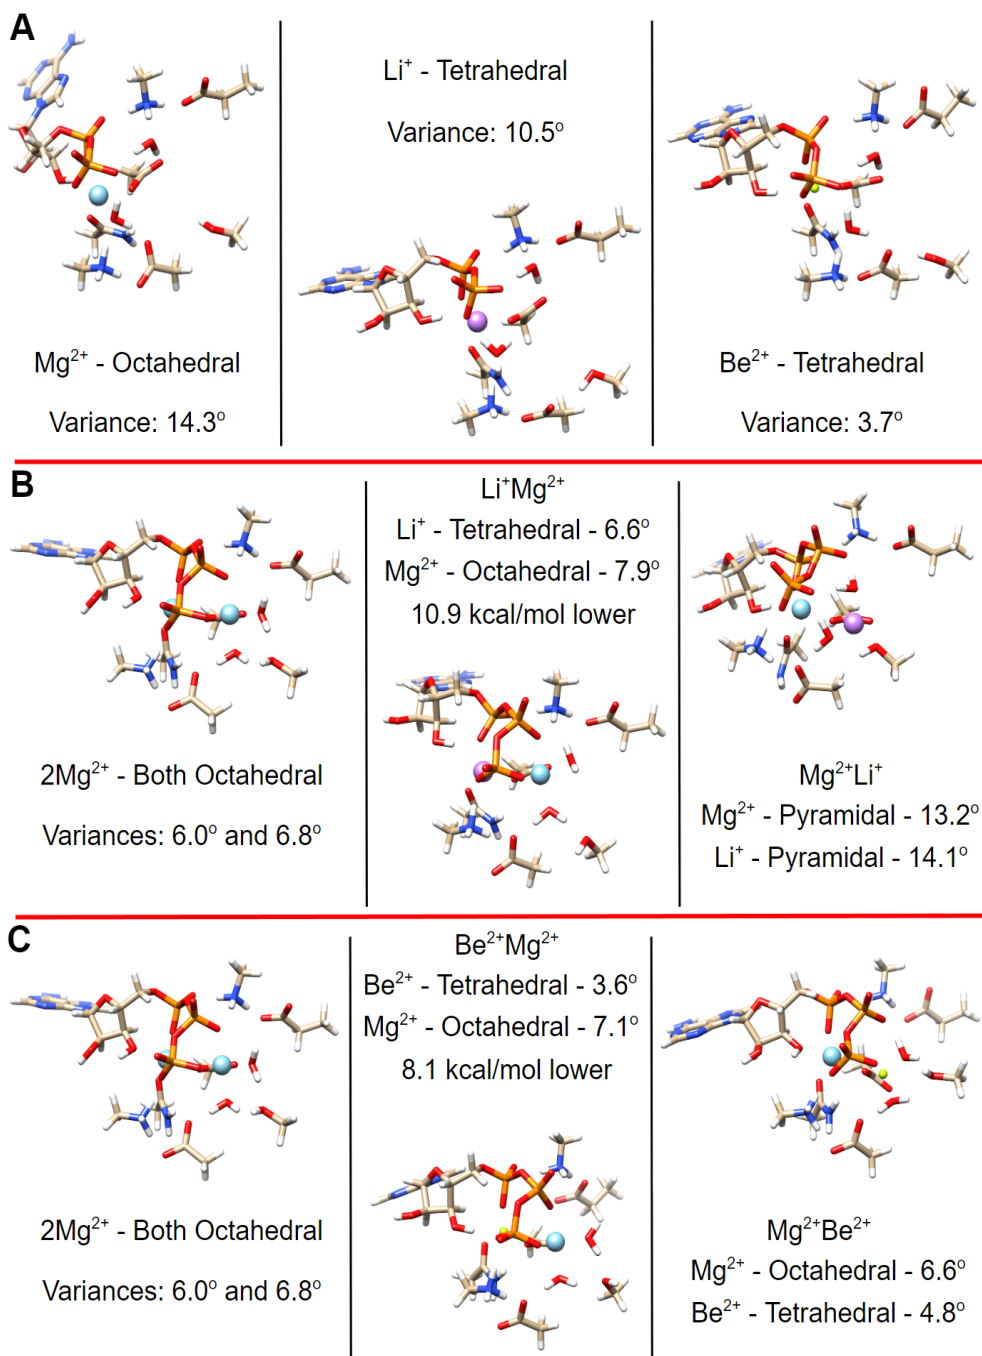 A
Mg²⁺ - Octahedral
Variance: 14.3°
Li⁺ - Tetrahedral
Variance: 10.5°
Be²⁺ - Tetrahedral
Variance: 3.7°
B
2Mg²⁺ - Both Octahedral
Variances: 6.0° and 6.8°
Li⁺Mg²⁺
Li⁺ - Tetrahedral - 6.6°
Mg²⁺ - Octahedral - 7.9°
10.9 kcal/mol lower
Mg²⁺Li⁺
Mg²⁺ - Pyramidal - 13.2°
Li⁺ - Pyramidal - 14.1°
C
2Mg²⁺ - Both Octahedral
Variances: 6.0° and 6.8°
Be²⁺Mg²⁺
Be²⁺ - Tetrahedral - 3.6°
Mg²⁺ - Octahedral - 7.1°
8.1 kcal/mol lower
Mg²⁺Be²⁺
Mg²⁺ - Octahedral - 6.6°
Be²⁺ - Tetrahedral - 4.8°